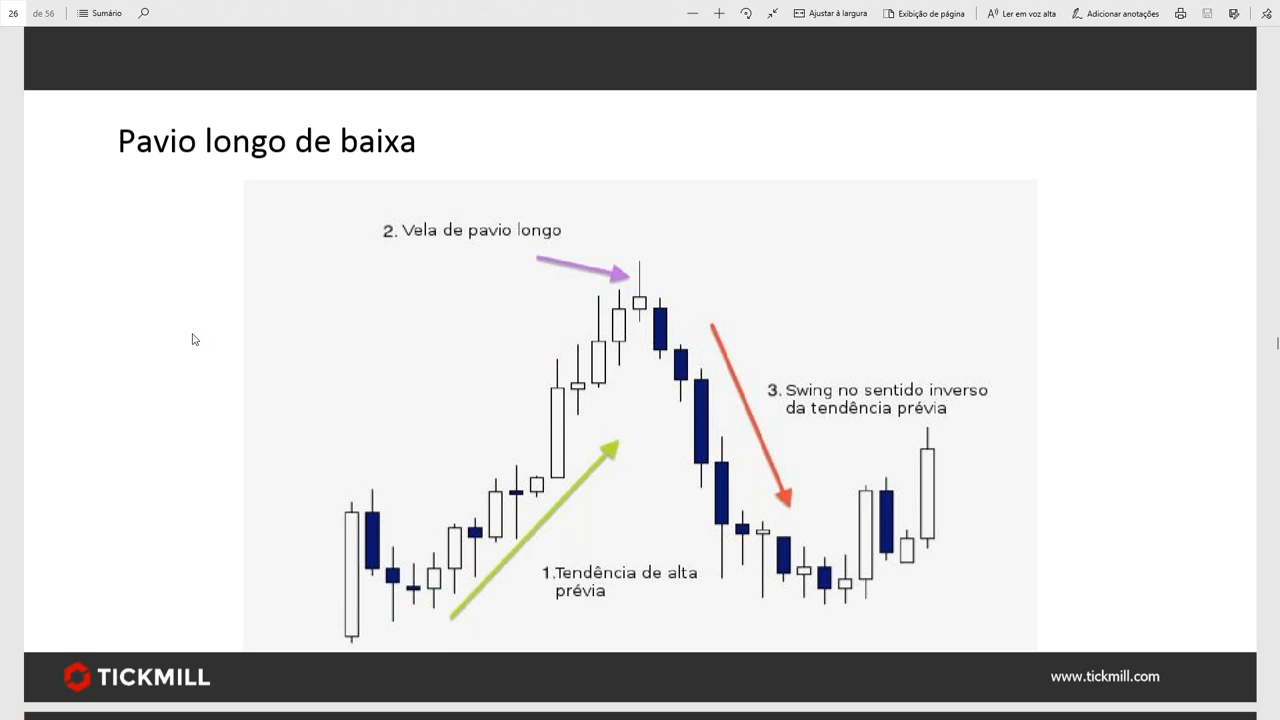 26 de 56 Sumário Ajustar à largura Exibição de página Ler em voz alta Adicionar anotações
Pavio longo de baixa
2. Vela de pavio longo
3. Swing no sentido inverso
da tendência prévia
1.Tendência de alta
prévia
TICKMILL
www.tickmill.com